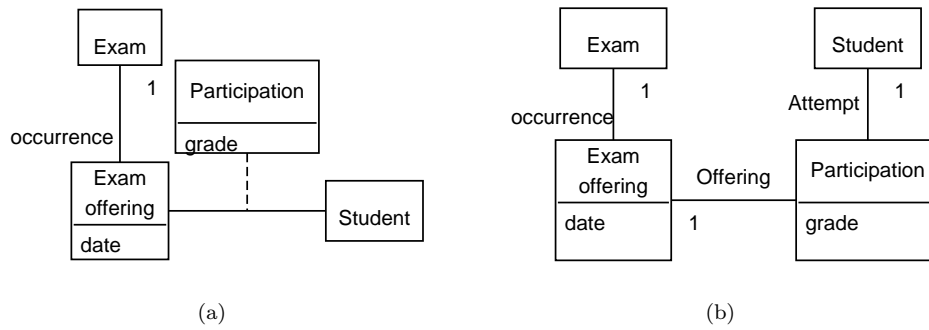 Exam
1
Participation
grade
occurrence
Exam
offering
date
Student
(a)
Exam
1
occurrence
Exam
offering
date
Offering
1
Student
1
Attempt
Participation
grade
(b)